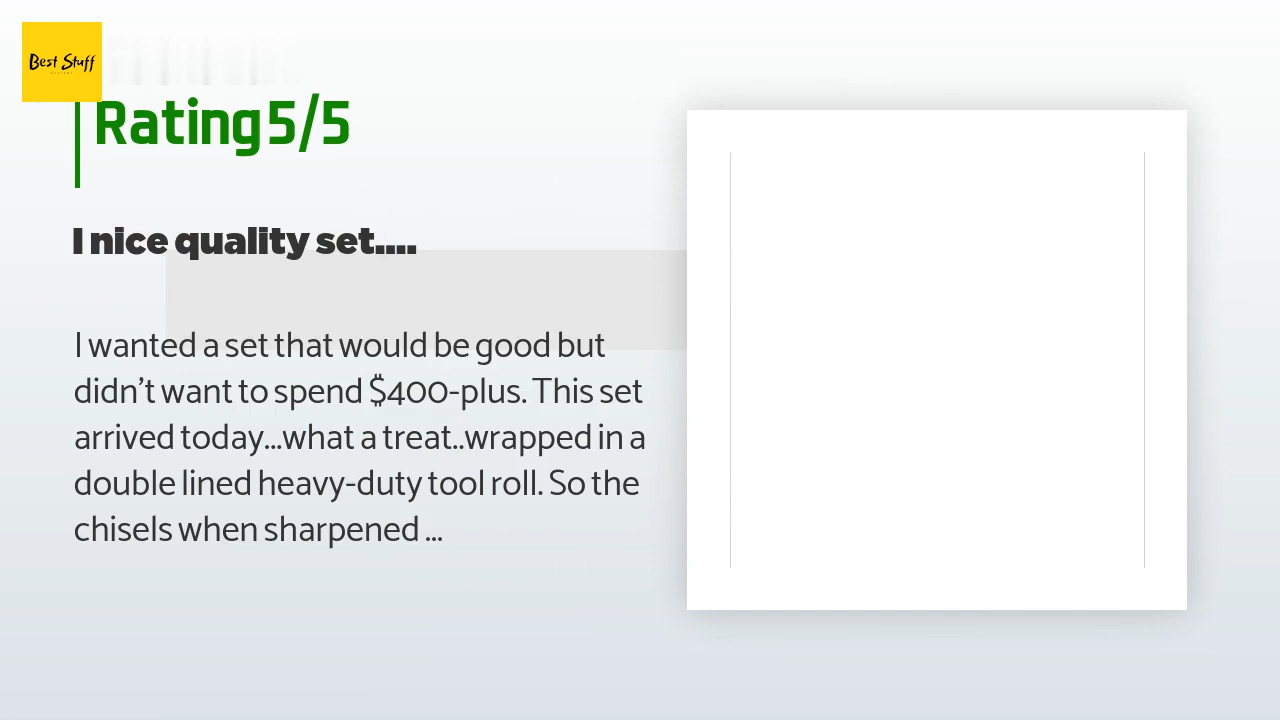 Best Stuff
Rating 5/5
I nice quality set....
I wanted a set that would be good but
didn't want to spend $400-plus. This set
arrived today...what a treat..wrapped in a
double lined heavy-duty tool roll. So the
chisels when sharpened ...